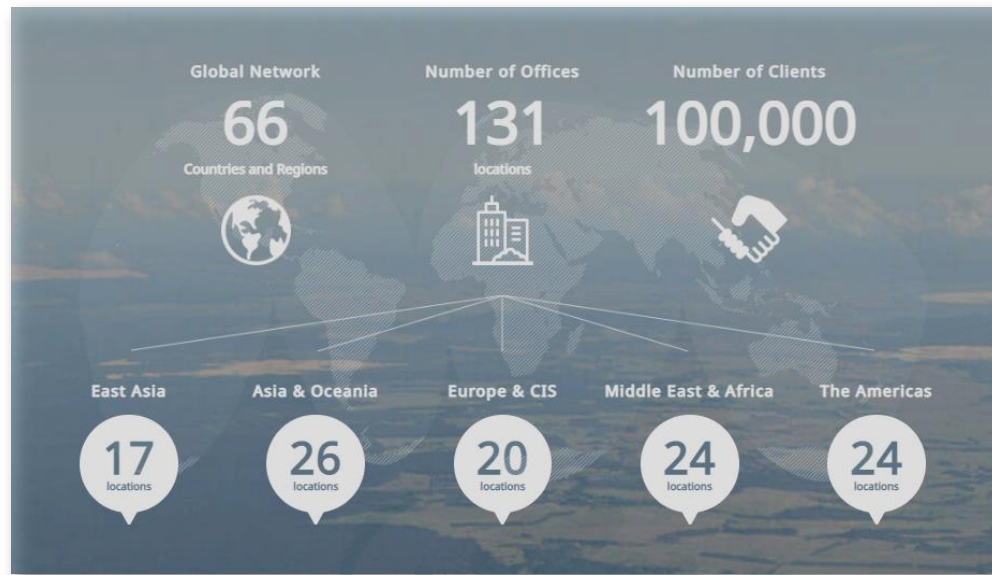 Global Network
Number of Offices
Number of Clients
66
131
100,000
Countries and Regions
locations
East Asia
Asia & Oceania
Europe & CIS
Middle East & Africa
The Americas
17
26
20
24
24
locations
locations
locations
locations
locations